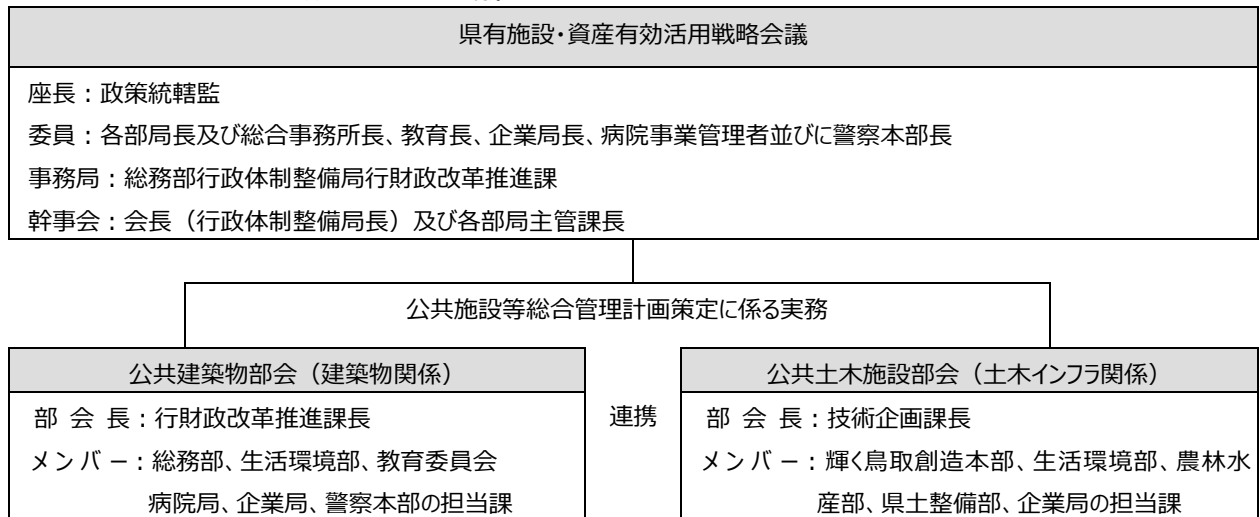 県有施設・資産有効活用戦略会議
座長：政策統轄監
委員：各部局長及び総合事務所長、教育長、企業局長、病院事業管理者並びに警察本部長
事務局：総務部行政体制整備局行財政改革推進課
幹事会：会長（行政体制整備局長）及び各部局主管課長
公共施設等総合管理計画策定に係る実務
公共建築物部会（建築物関係）
部 会 長：行財政改革推進課長
メンバー：総務部、生活環境部、教育委員会
病院局、企業局、警察本部の担当課
連携
公共土木施設部会（土木インフラ関係）
部 会 長：技術企画課長
メンバー：輝く鳥取創造本部、生活環境部、農林水
産部、県土整備部、企業局の担当課